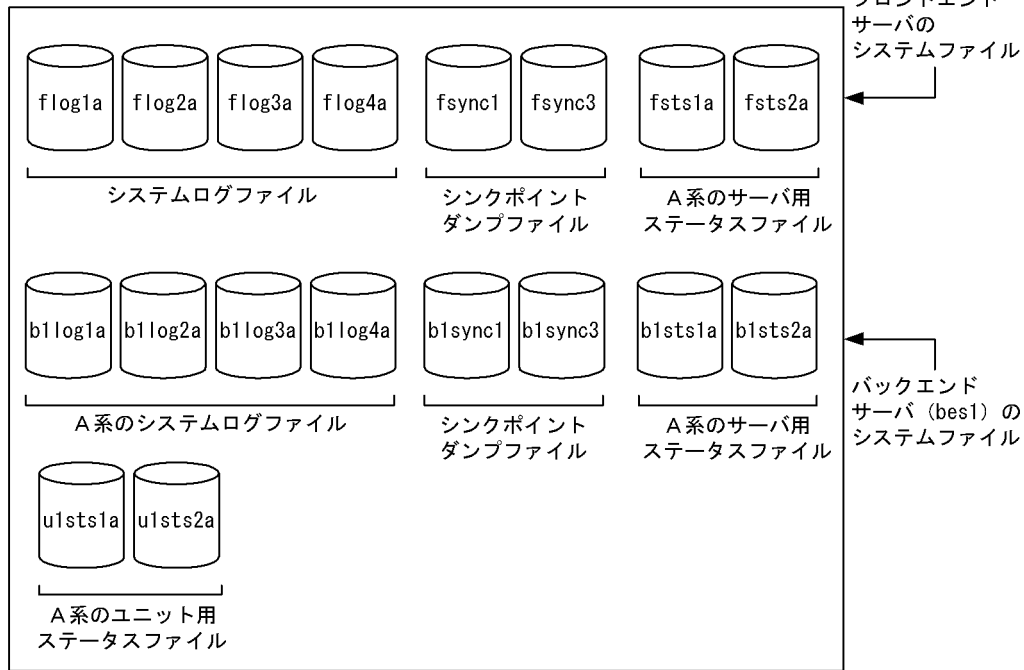 フロントエンド
サーバの
システムファイル
flog1a flog2a flog3a flog4a fsync1 fsync3 fsts1a fsts2a
システムログファイル
シンクポイント
ダンプファイル
A系のサーバ用
ステータスファイル
b1log1a b1log2a b1log3a b1log4a b1sync1 b1sync3 b1sts1a b1sts2a
A系のシステムログファイル
シンクポイント
ダンプファイル
A系のサーバ用
ステータスファイル
バックエンド
サーバ(bes1)の
システムファイル
u1sts1a u1sts2a
A系のユニット用
ステータスファイル